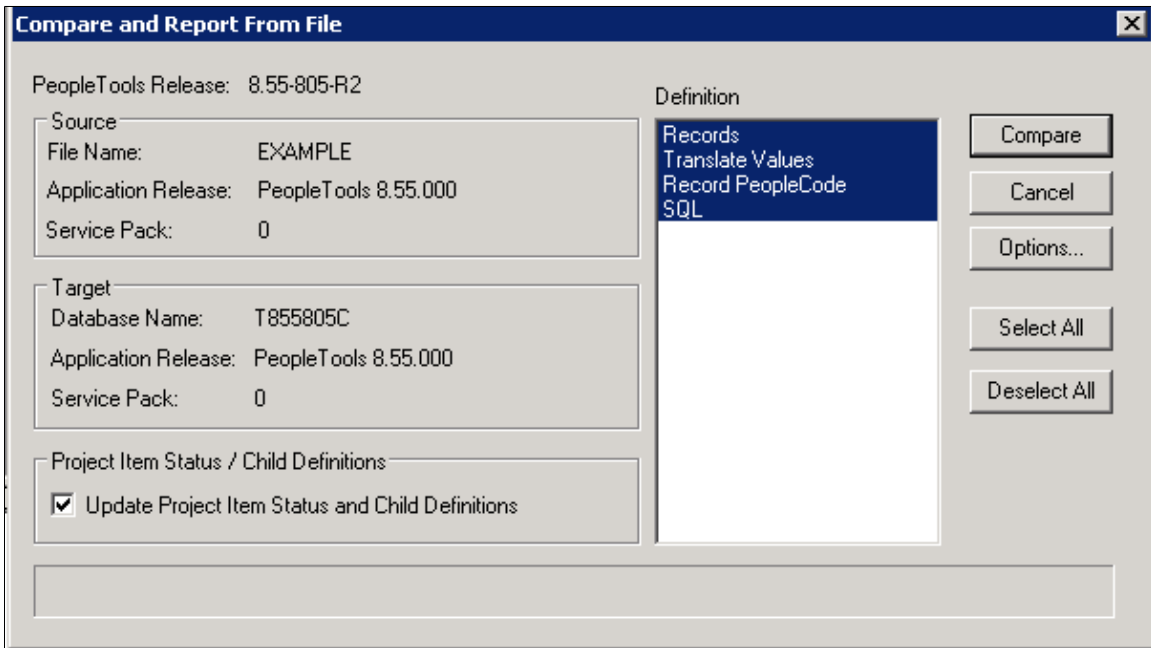 Compare and Report From File
PeopleTools Release: 8.55-805-R2
Source
File Name: EXAMPLE
Application Release: PeopleTools 8.55.000
Service Pack: 0
Target
Database Name: T855805C
Application Release: PeopleTools 8.55.000
Service Pack: 0
Project Item Status / Child Definitions
Update Project Item Status and Child Definitions
Definition
Records
Translate Values
Record PeopleCode
SQL
Compare
Cancel
Options...
Select All
Deselect All